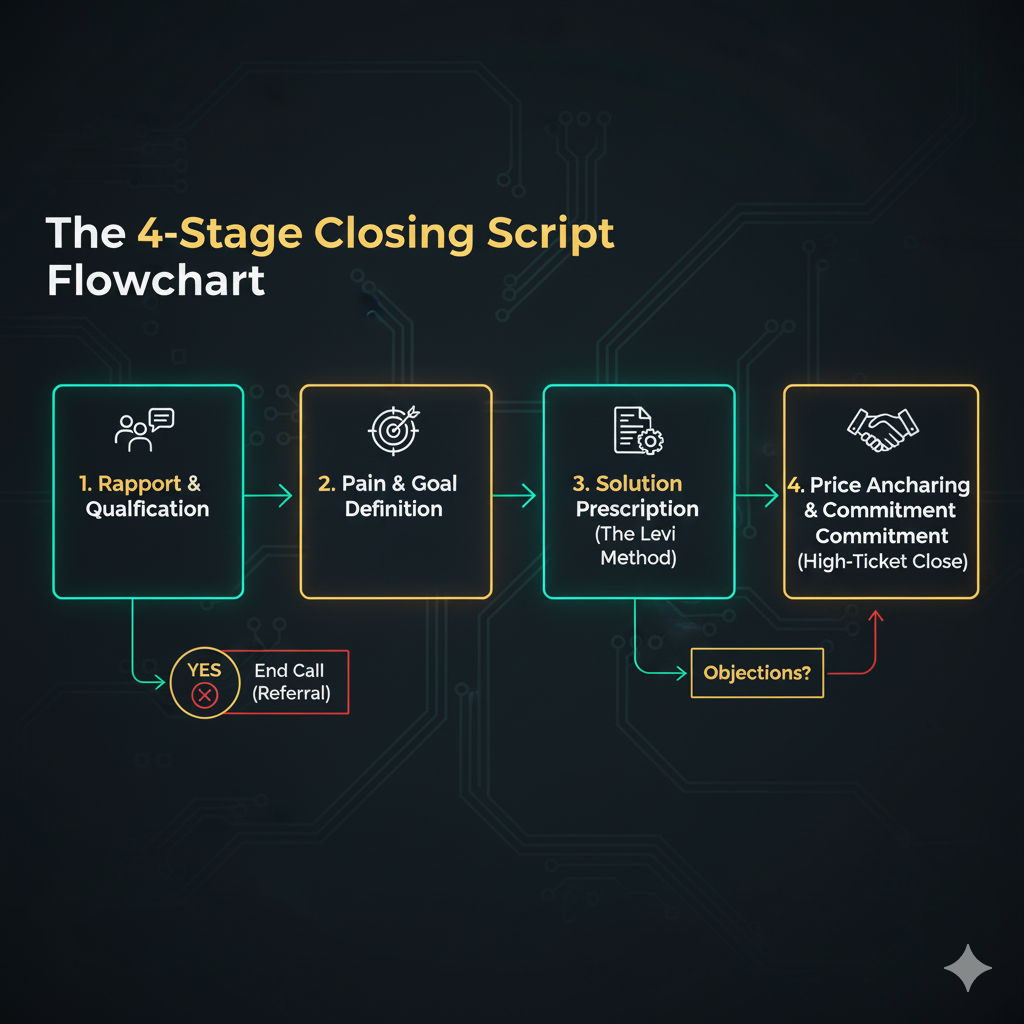 The 4-Stage Closing Script
Flowchart
1. Rapport &
Qualfication
2. Pain & Goal
Definition
3. Solution
Prescription
(The Levi
Method)
4. Price Ancharing
& Commitment
Commitment
(High-Ticket Close)
YES
End Call
(Referral)
Objections?